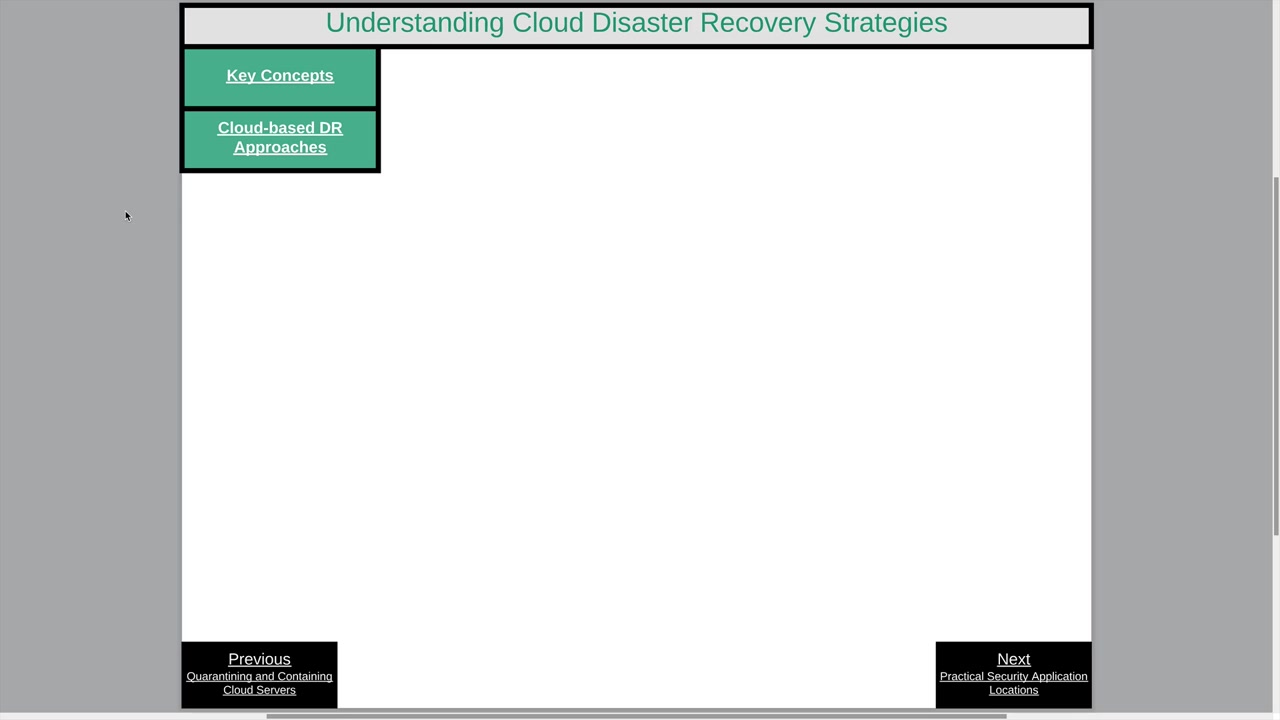 Understanding Cloud Disaster Recovery Strategies
Key Concepts
Cloud-based DR
Approaches
Previous
Quarantining and Containing
Cloud Servers
Next
Practical Security Application
Locations